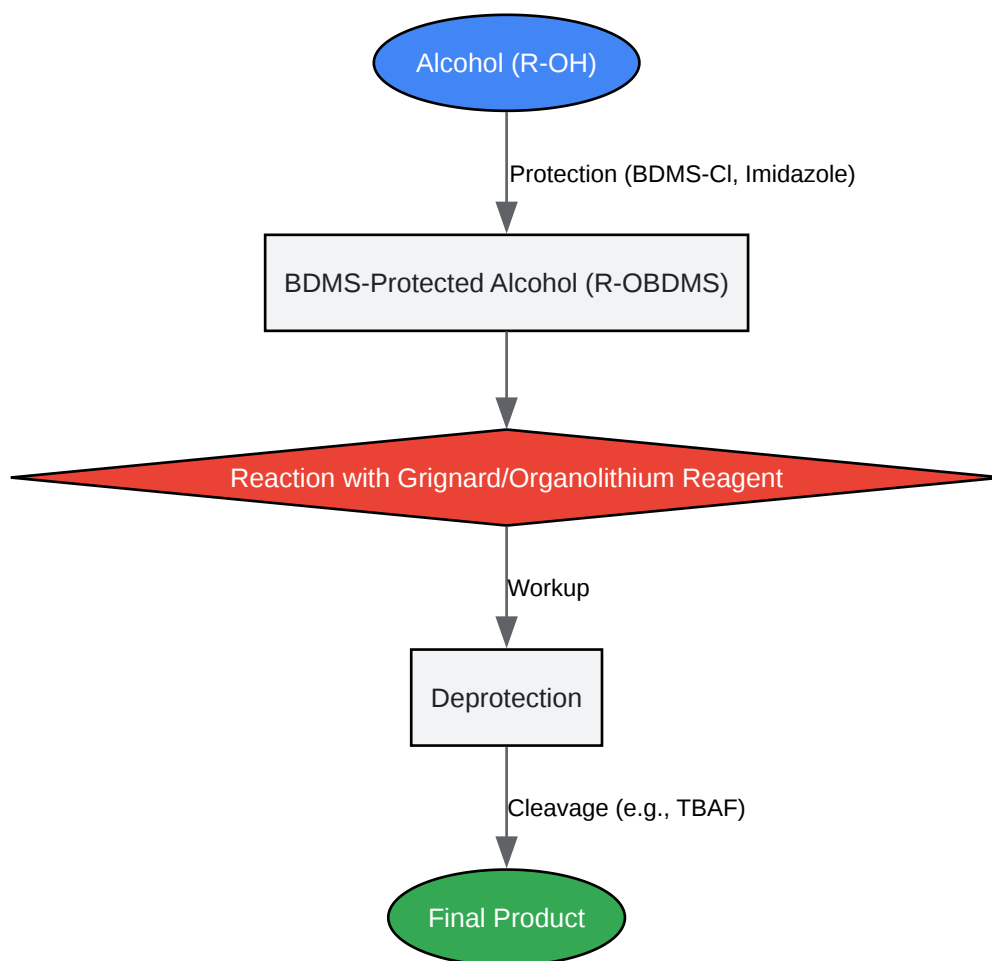 Alcohol (R-OH)
Protection (BDMS-Cl, Imidazole)
BDMS-Protected Alcohol (R-OBDMS)
Reaction with Grignard/Organolithium Reagent
Workup
Deprotection
Cleavage (e.g., TBAF)
Final Product